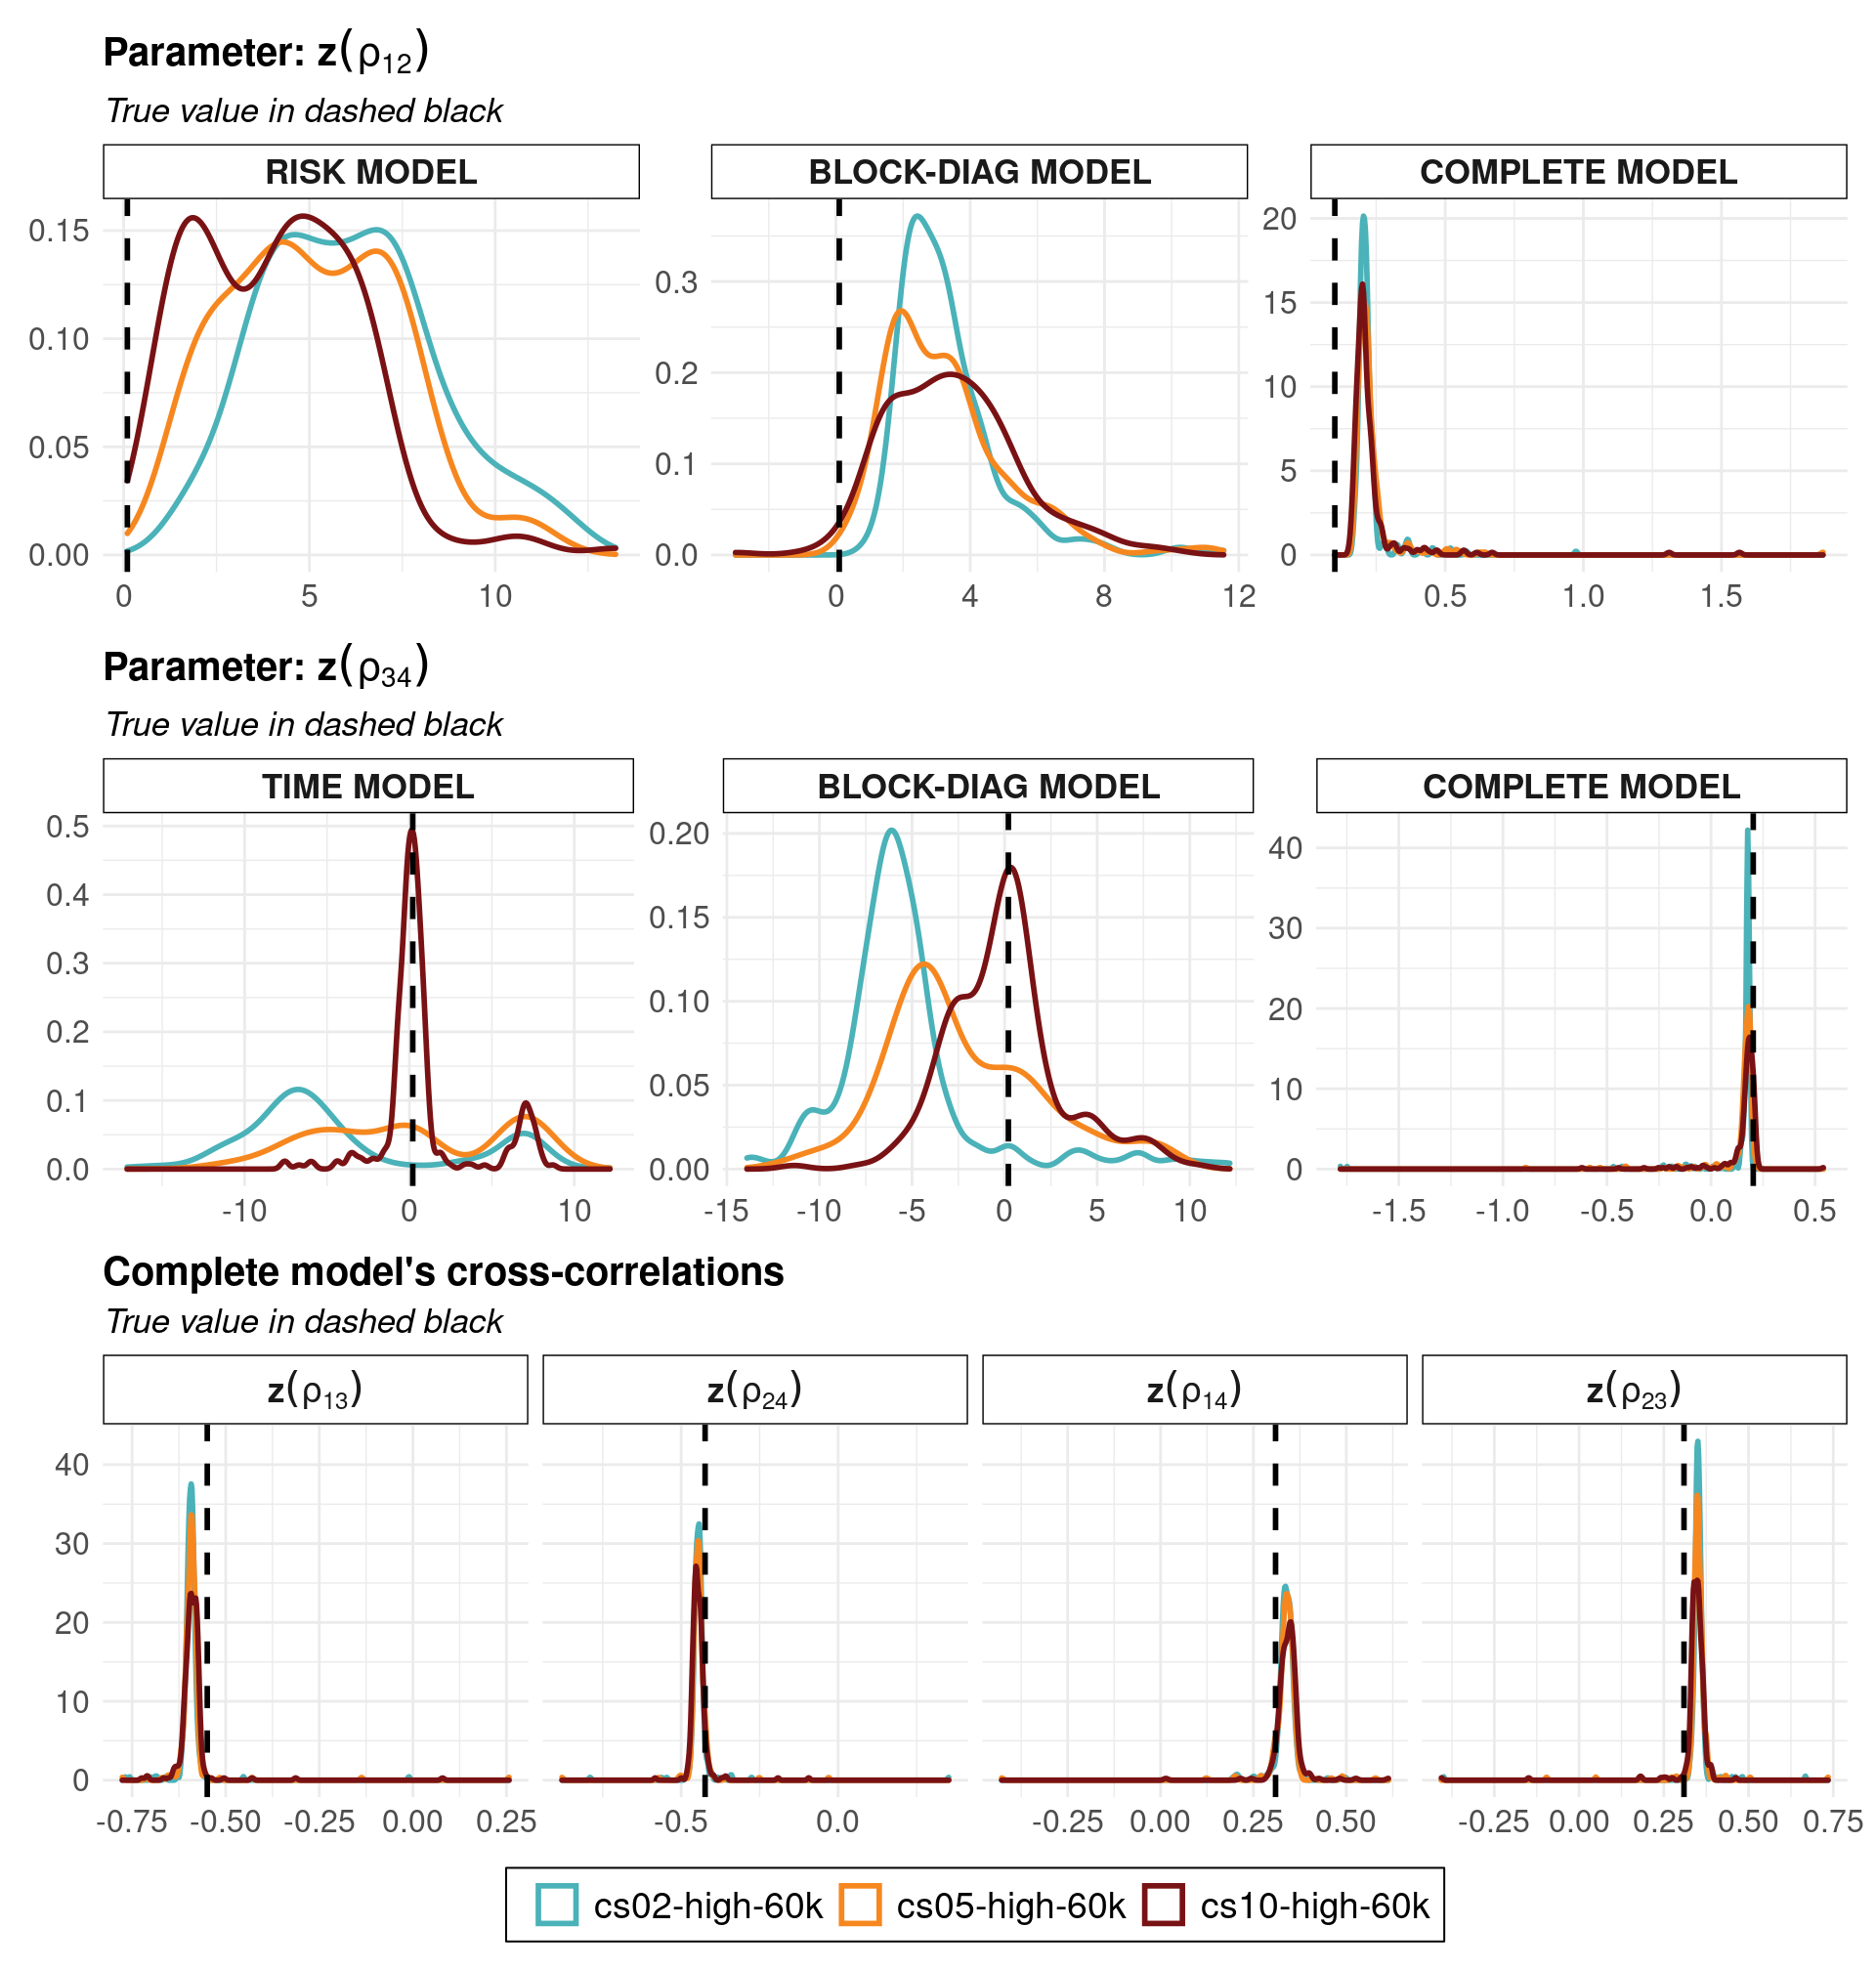 Parameter: z(ρ12)
True value in dashed black
RISK MODEL BLOCK-DIAG MODEL COMPLETE MODEL
0.15 0.3 20
0.10 0.2 15
0.05 0.1 10
0.00 0.0 5
0
0 5 10 0 4 8 12 0.5 1.0 1.5
Parameter: z(ρ34)
True value in dashed black
TIME MODEL BLOCK-DIAG MODEL COMPLETE MODEL
0.5 0.20 40
0.4 0.15 30
0.3 0.10 20
0.2 0.05 10
0.1 0.00 0
0.0
-10 0 10 -15 -10 -5 0 5 10 -1.5 -1.0 -0.5 0.0 0.5
Complete model's cross-correlations
True value in dashed black
z(ρ13) z(ρ24) z(ρ14) z(ρ23)
40
30
20
10
0
-0.75 -0.50 -0.25 0.00 0.25 -0.5 0.0 -0.25 0.00 0.25 0.50 -0.25 0.00 0.25 0.50 0.75
cs02-high-60k cs05-high-60k cs10-high-60k